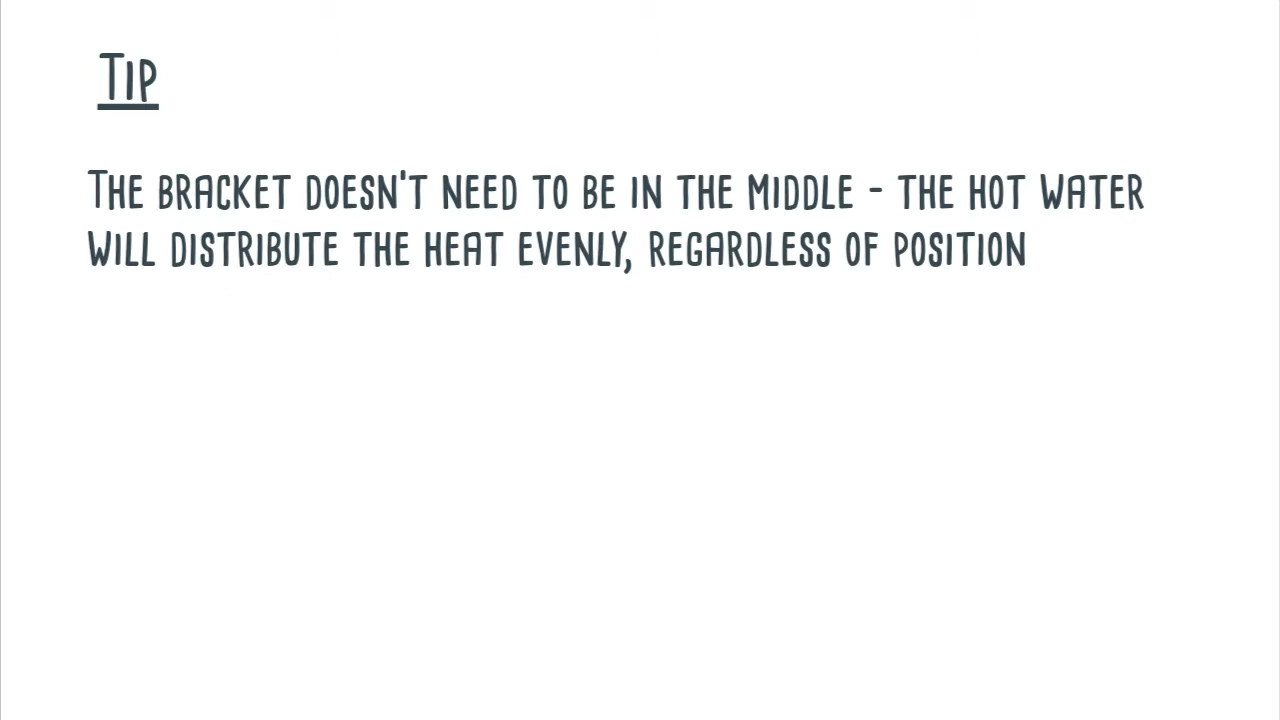 Tip
The bracket doesn't need to be in the middle - the hot water
will distribute the heat evenly, regardless of position